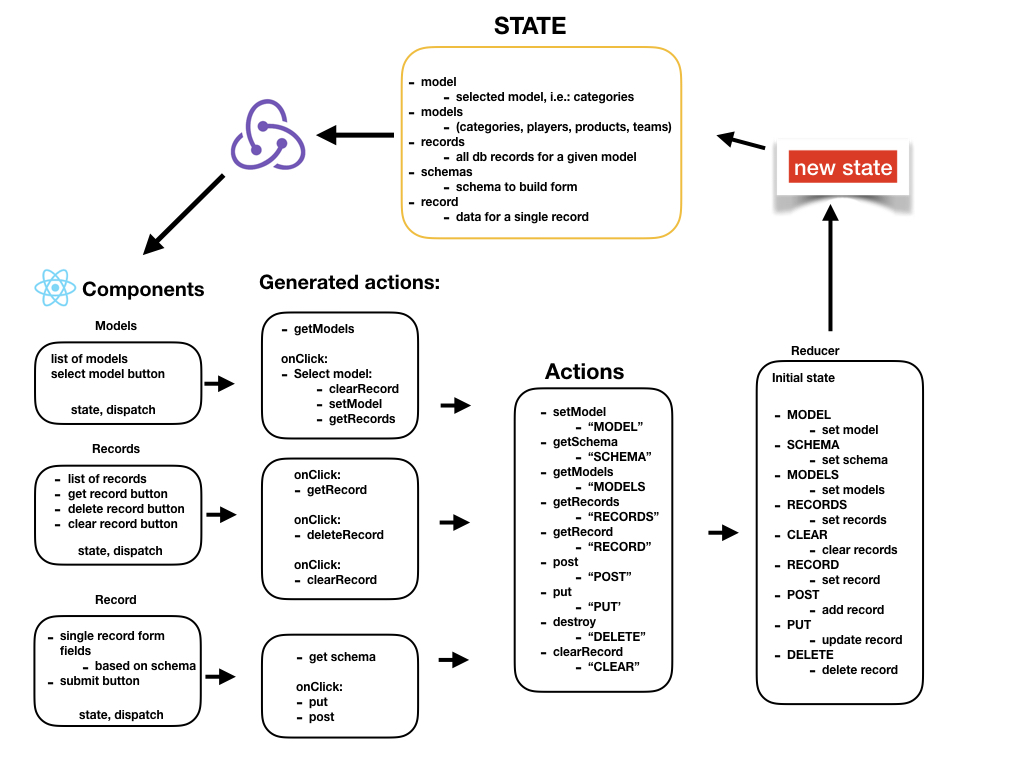 STATE
- model
- selected model, i.e.: categories
- models
- (categories, players, products, teams)
- records
- all db records for a given model
- schemas
- schema to build form
- record
- data for a single record
new state
Components
Generated actions:
Models
list of models
select model button
state, dispatch
- getModels
onClick:
- Select model:
- clearRecord
- setModel
- getRecords
Records
- list of records
- get record button
- delete record button
- clear record button
state, dispatch
onClick:
- getRecord
onClick:
- deleteRecord
onClick:
- clearRecord
Record
- single record form
fields
- based on schema
- submit button
state, dispatch
- get schema
onClick:
- put
- post
Actions
- setModel
- “MODEL”
- getSchema
- “SCHEMA”
- getModels
- “MODELS
- getRecords
- “RECORDS”
- getRecord
- “RECORD”
- post
- “POST”
- put
- “PUT’
- destroy
- “DELETE”
- clearRecord
- “CLEAR”
Reducer
Initial state
- MODEL
- set model
- SCHEMA
- set schema
- MODELS
- set models
- RECORDS
- set records
- CLEAR
- clear records
- RECORD
- set record
- POST
- add record
- PUT
- update record
- DELETE
- delete record